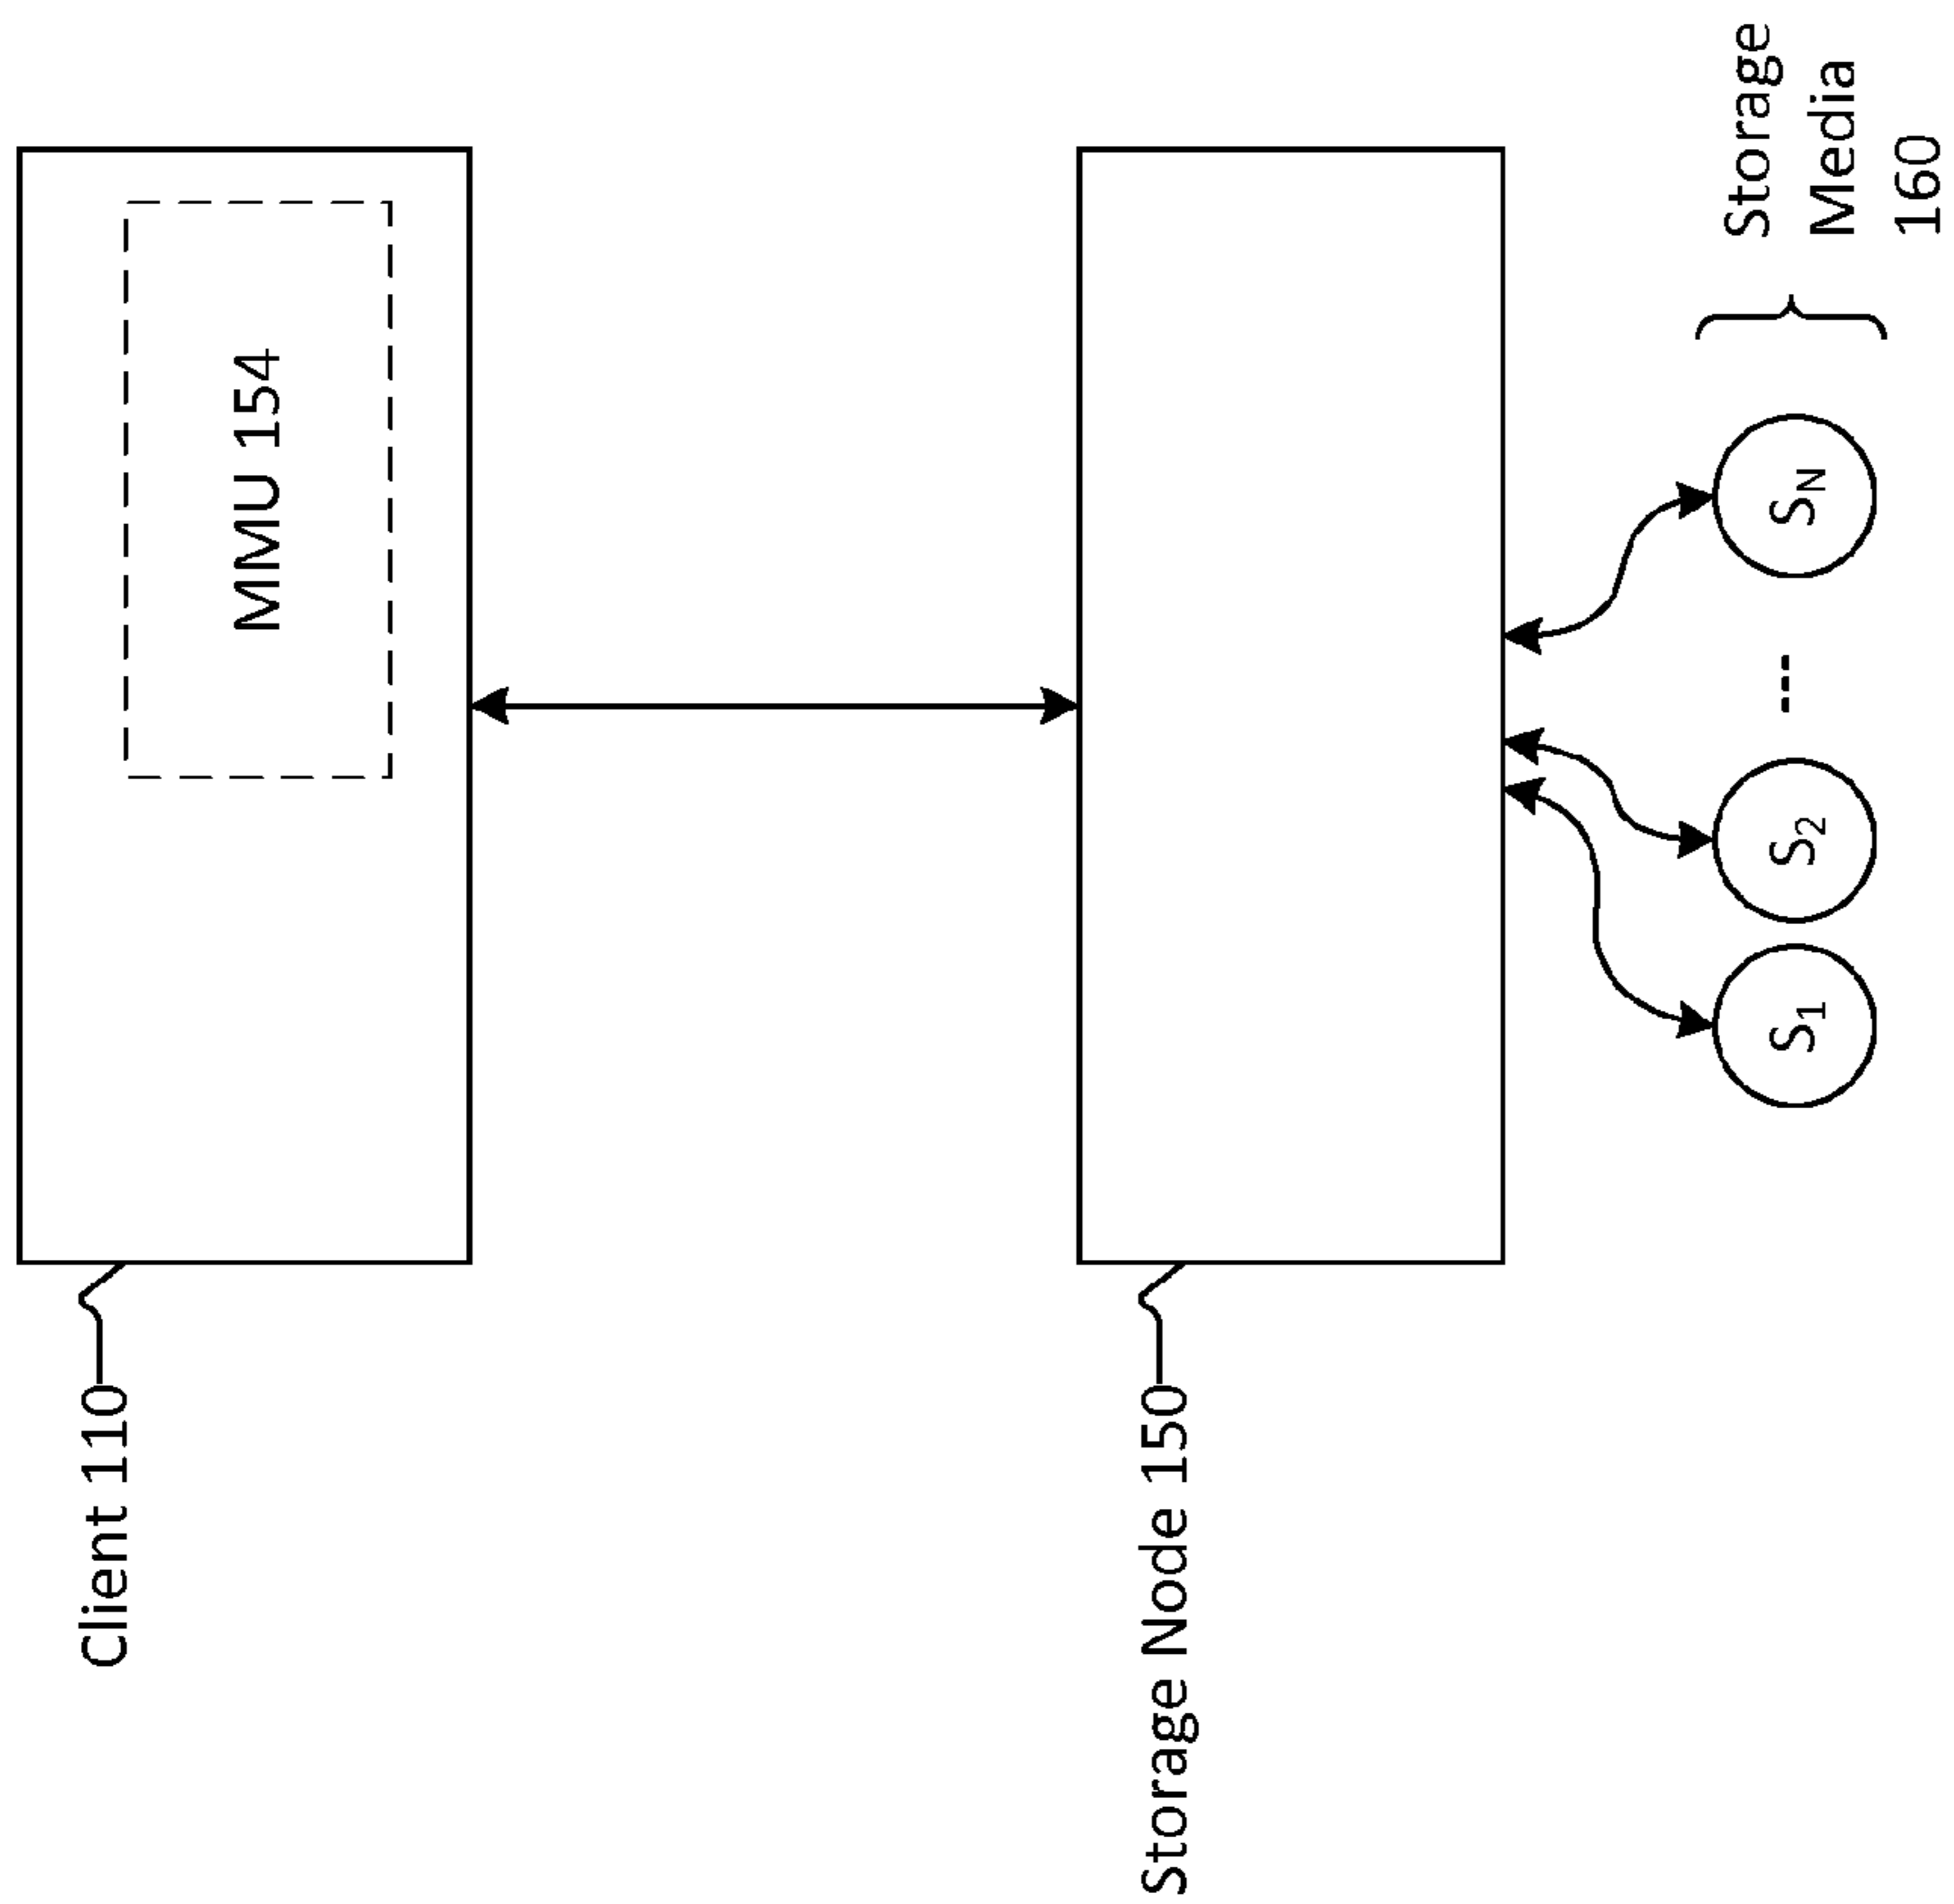 Client 110
MMU 154
Storage Node 150
S1
S2
---
SN
Storage
Media
160